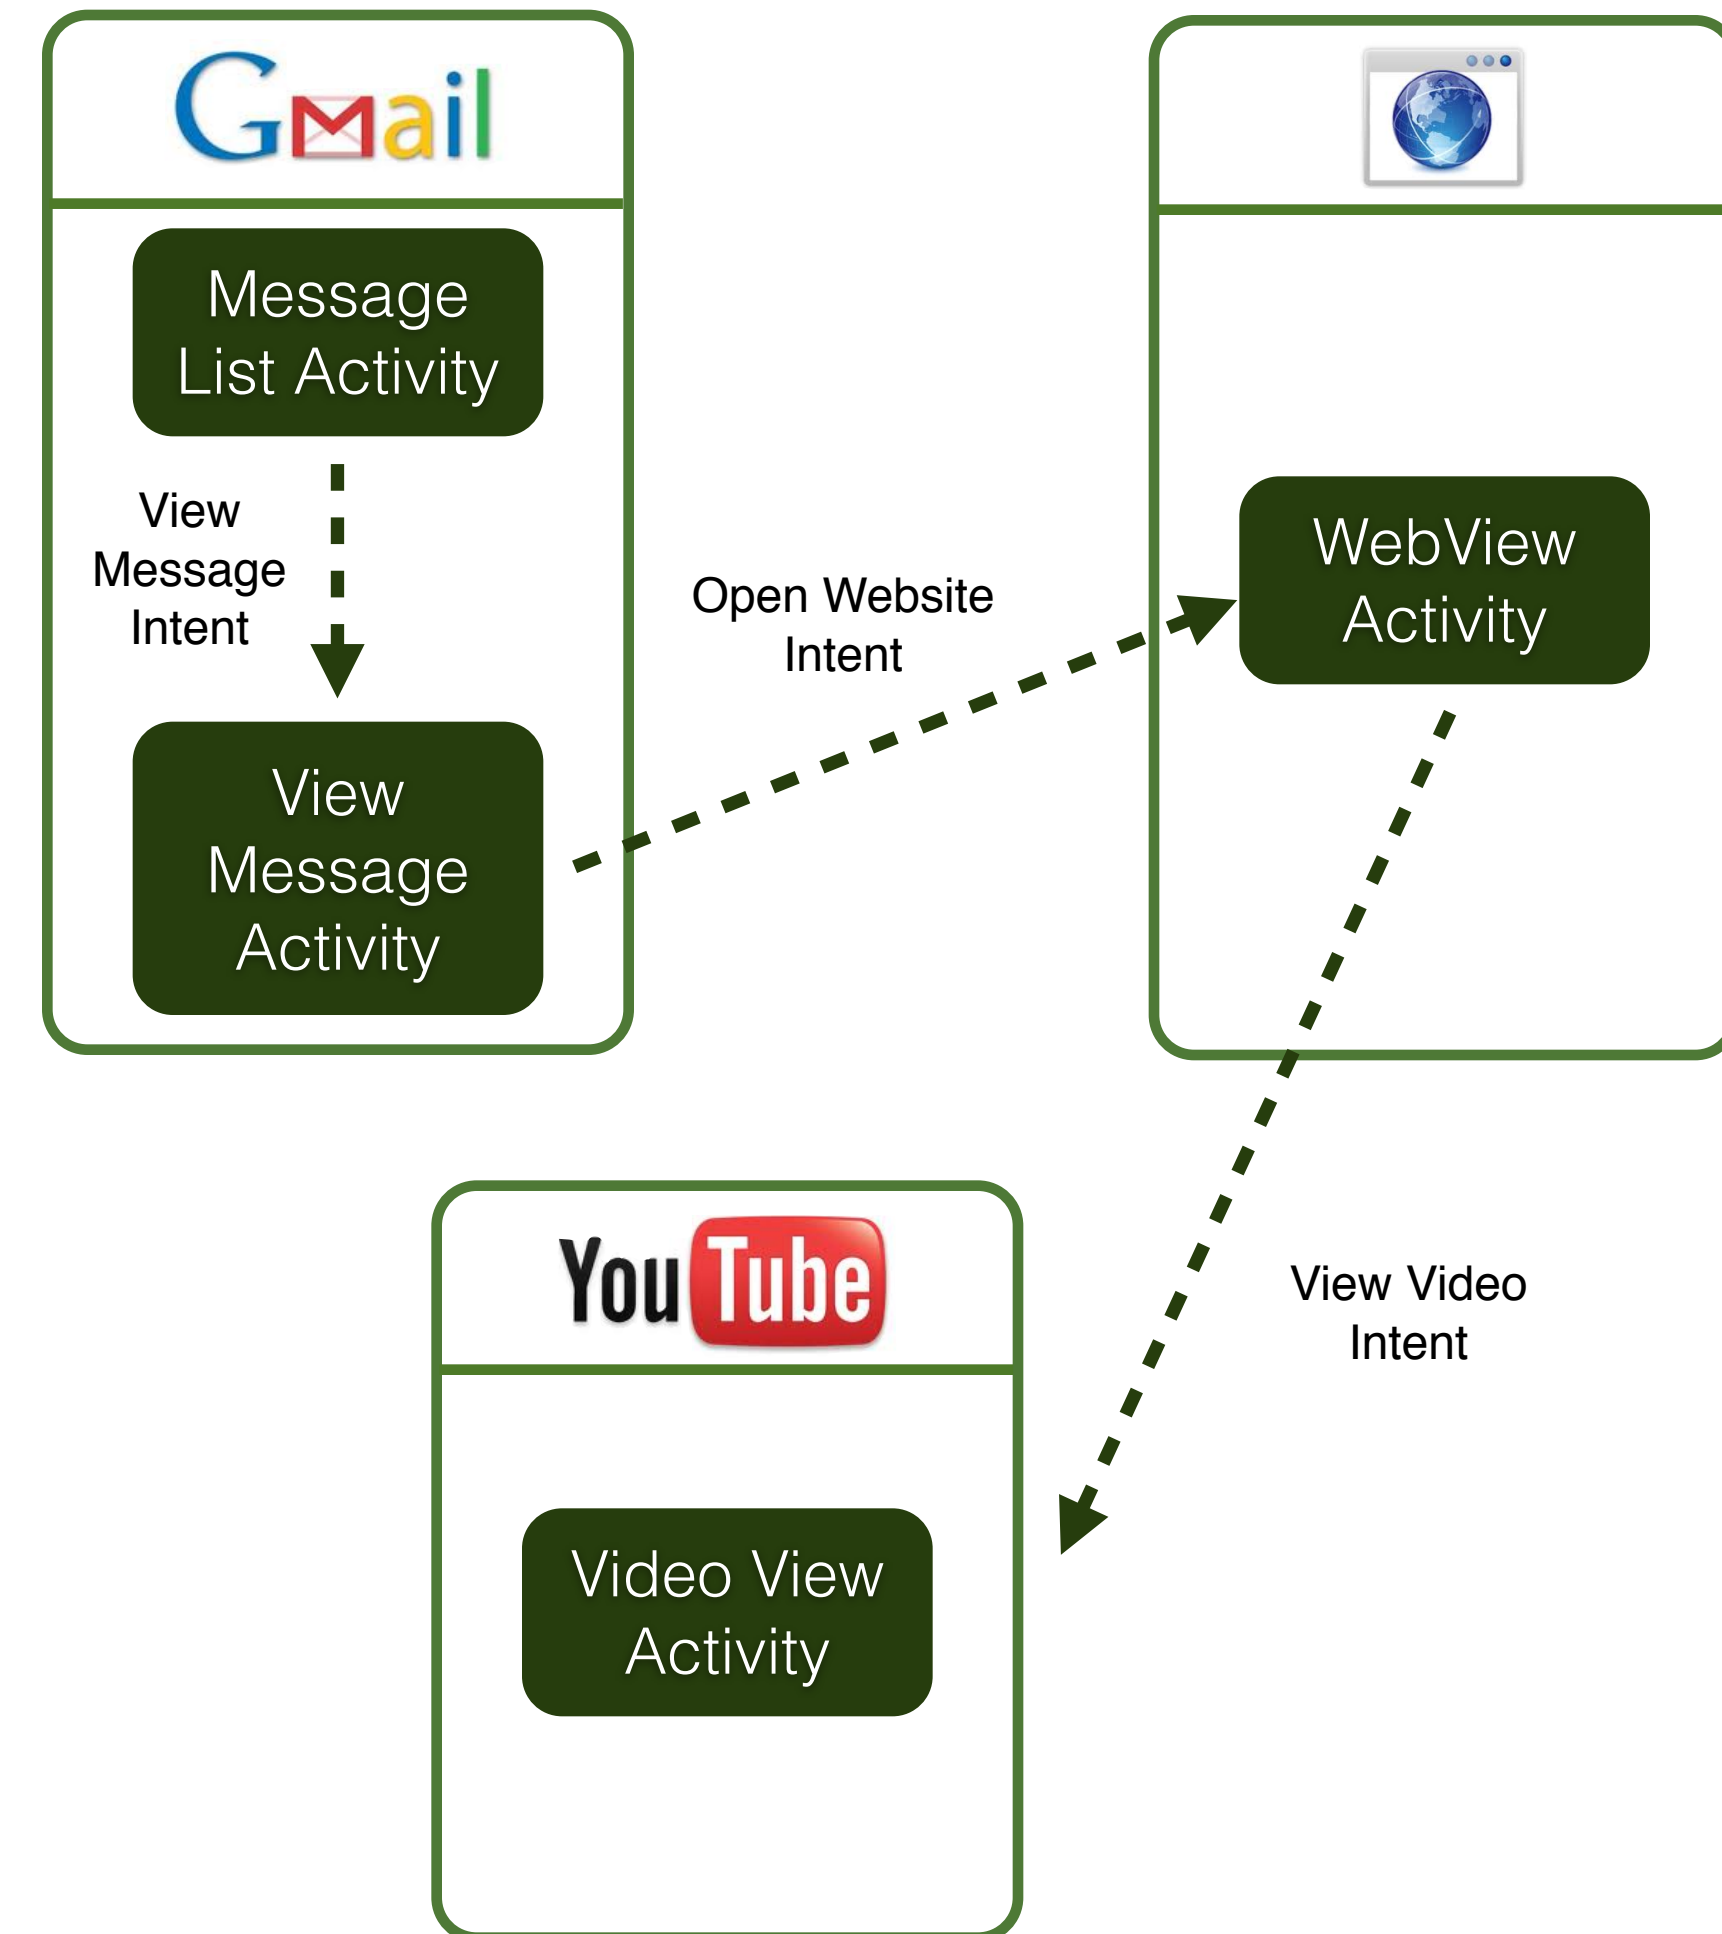 Gmail
Message
List Activity
View
Message
Intent
View
Message
Activity
Open Website
Intent
WebView
Activity
View Video
Intent
YouTube
Video View
Activity